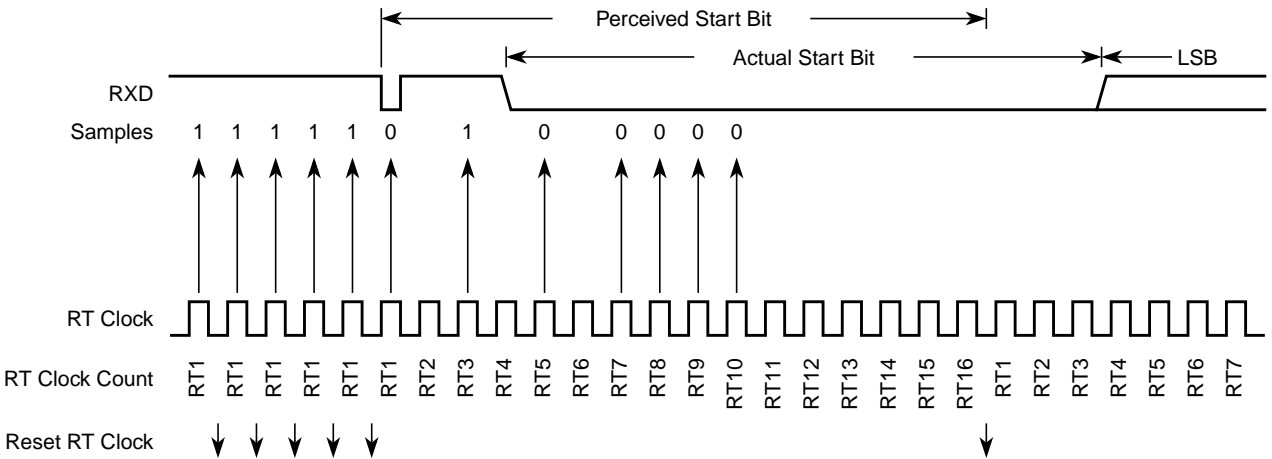 Perceived Start Bit
Actual Start Bit
LSB
RXD
Samples 1 1 1 1 1 0 1 0 0 0 0 0
RT Clock
RT Clock Count RT1 RT1 RT1 RT1 RT1 RT1 RT2 RT3 RT4 RT5 RT6 RT7 RT8 RT9 RT10 RT11 RT12 RT13 RT14 RT15 RT16 RT1 RT2 RT3 RT4 RT5 RT6 RT7
Reset RT Clock